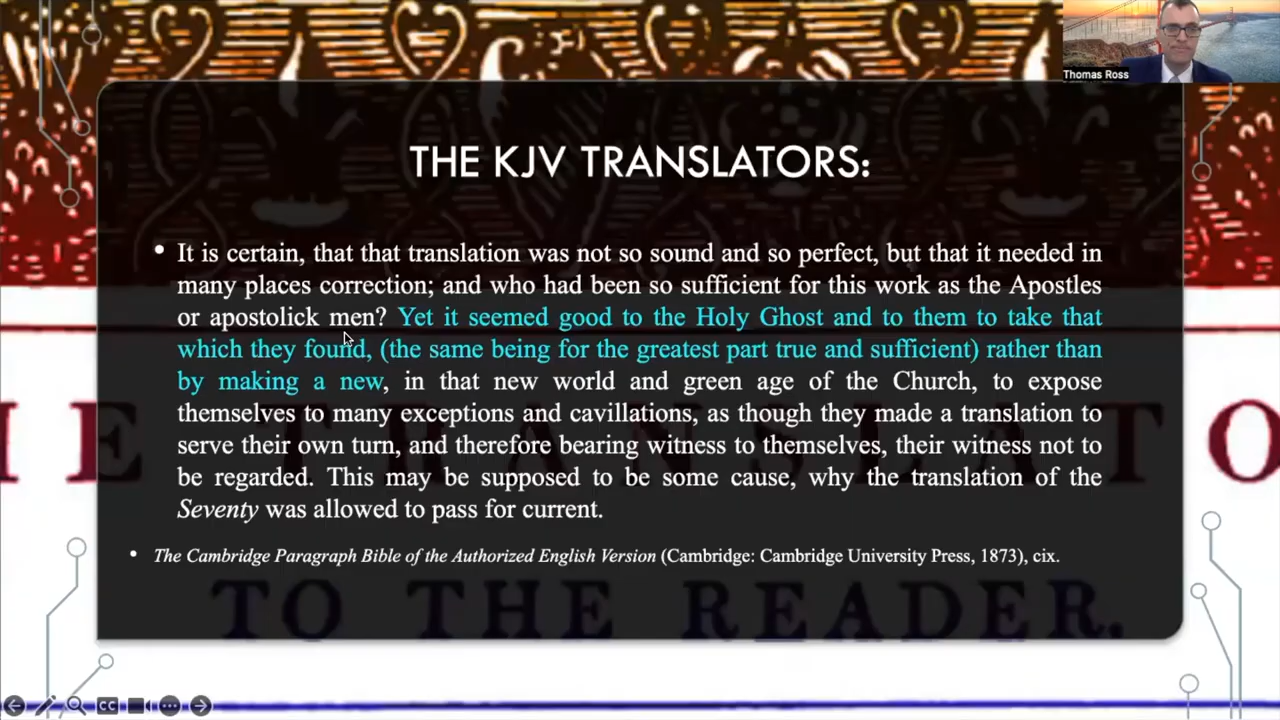 Thomas Ross
THE KJV TRANSLATORS:
• It is certain, that that translation was not so sound and so perfect, but that it needed in
many places correction; and who had been so sufficient for this work as the Apostles
or apostolick men? Yet it seemed good to the Holy Ghost and to them to take that
which they found, (the same being for the greatest part true and sufficient) rather than
by making a new, in that new world and green age of the Church, to expose
themselves to many exceptions and cavillations, as though they made a translation to
serve their own turn, and therefore bearing witness to themselves, their witness not to
be regarded. This may be supposed to be some cause, why the translation of the
Seventy was allowed to pass for current.
• The Cambridge Paragraph Bible of the Authorized English Version (Cambridge: Cambridge University Press, 1873), cix.
HE TRANSLAT O
TO THE READER.
CC